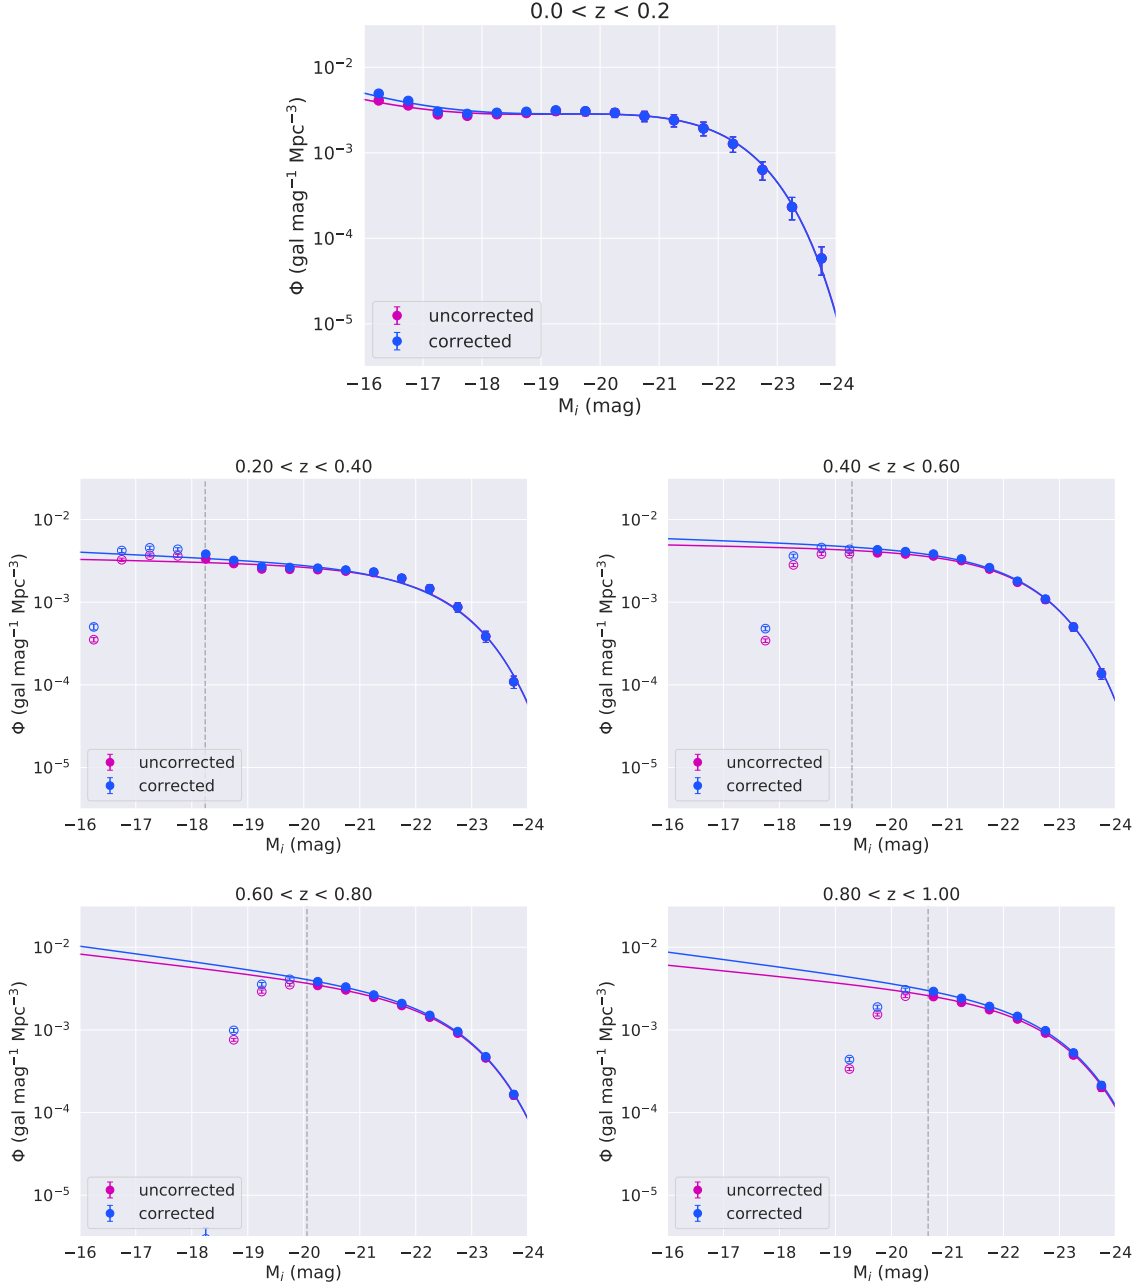 0.0 < z < 0.2
Φ (gal mag⁻¹ Mpc⁻³)
10⁻²
10⁻³
10⁻⁴
10⁻⁵
uncorrected
corrected
−16 −17 −18 −19 −20 −21 −22 −23 −24
Mᵢ (mag)
0.20 < z < 0.40
Φ (gal mag⁻¹ Mpc⁻³)
10⁻²
10⁻³
10⁻⁴
10⁻⁵
uncorrected
corrected
−16 −17 −18 −19 −20 −21 −22 −23 −24
Mᵢ (mag)
0.40 < z < 0.60
Φ (gal mag⁻¹ Mpc⁻³)
10⁻²
10⁻³
10⁻⁴
10⁻⁵
uncorrected
corrected
−16 −17 −18 −19 −20 −21 −22 −23 −24
Mᵢ (mag)
0.60 < z < 0.80
Φ (gal mag⁻¹ Mpc⁻³)
10⁻²
10⁻³
10⁻⁴
10⁻⁵
uncorrected
corrected
−16 −17 −18 −19 −20 −21 −22 −23 −24
Mᵢ (mag)
0.80 < z < 1.00
Φ (gal mag⁻¹ Mpc⁻³)
10⁻²
10⁻³
10⁻⁴
10⁻⁵
uncorrected
corrected
−16 −17 −18 −19 −20 −21 −22 −23 −24
Mᵢ (mag)